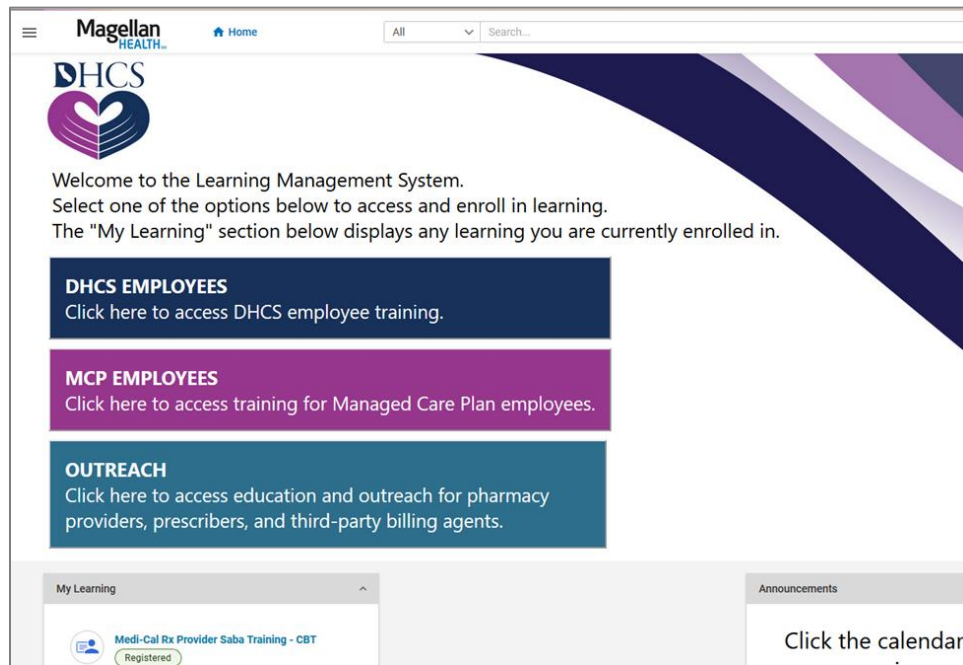 Magellan
HEALTH
Home
All
Search...
DHCS
Welcome to the Learning Management System.
Select one of the options below to access and enroll in learning.
The "My Learning" section below displays any learning you are currently enrolled in.
DHCS EMPLOYEES
Click here to access DHCS employee training.
MCP EMPLOYEES
Click here to access training for Managed Care Plan employees.
OUTREACH
Click here to access education and outreach for pharmacy
providers, prescribers, and third-party billing agents.
My Learning
Announcements
Medi-Cal Rx Provider Saba Training - CBT
Registered
Click the calendar